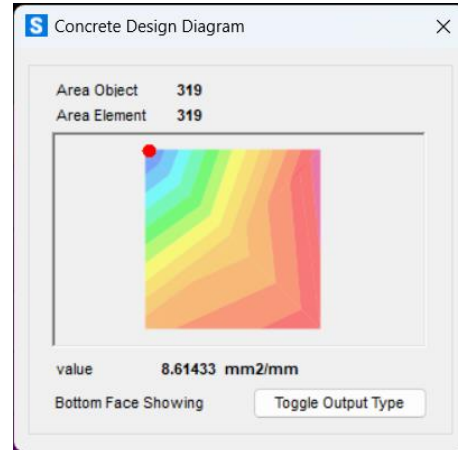 S Concrete Design Diagram
Area Object 319
Area Element 319
value 8.61433 mm2/mm
Bottom Face Showing Toggle Output Type